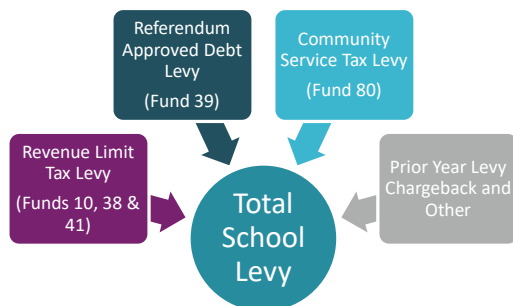 Referendum
Approved Debt
Levy
(Fund 39)
Community
Service Tax Levy
(Fund 80)
Revenue Limit
Tax Levy
(Funds 10, 38 &
41)
Prior Year Levy
Chargeback and
Other
Total
School
Levy